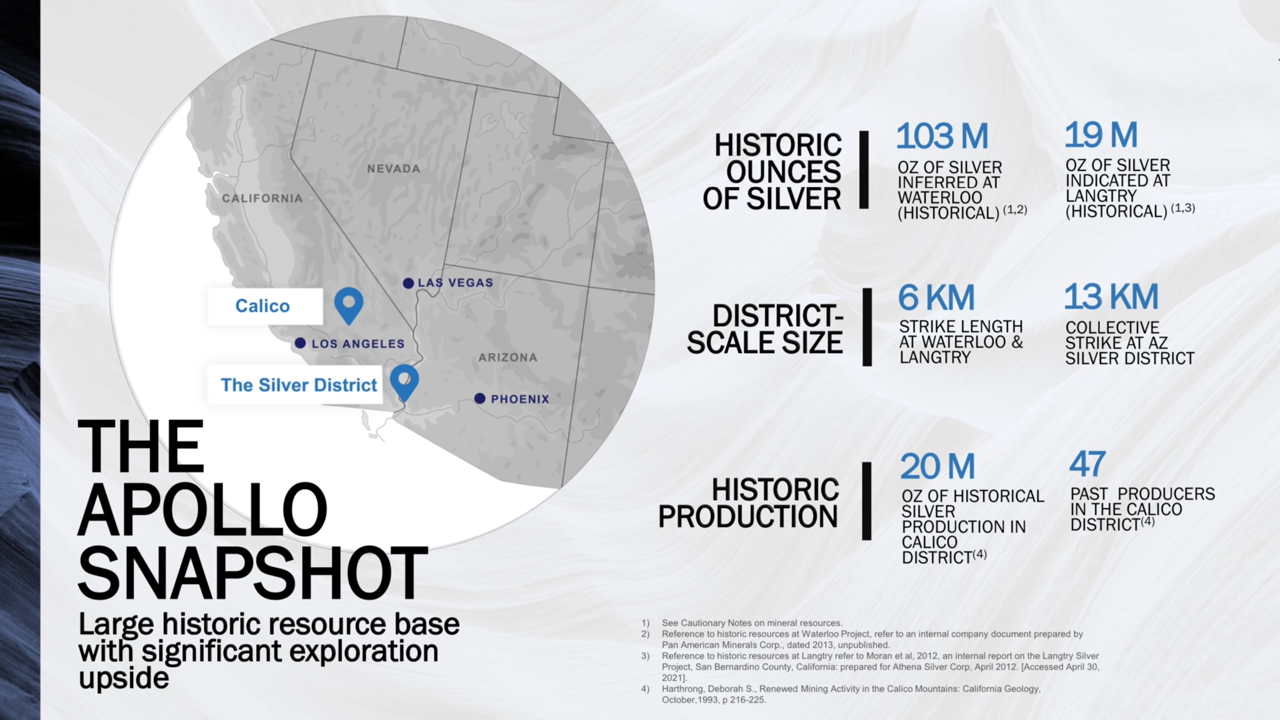 NEVADA
CALIFORNIA
LAS VEGAS
Calico
LOS ANGELES
ARIZONA
The Silver District
PHOENIX
THE
APOLLO
SNAPSHOT
Large historic resource base
with significant exploration
upside
HISTORIC
OUNCES
OF SILVER
103 M
OZ OF SILVER
INFERRED AT
WATERLOO
(HISTORICAL) (1,2)
19 M
OZ OF SILVER
INDICATED AT
LANGTRY
(HISTORICAL) (1,3)
DISTRICT-
SCALE SIZE
6 KM
STRIKE LENGTH
AT WATERLOO &
LANGTRY
13 KM
COLLECTIVE
STRIKE AT AZ
SILVER DISTRICT
HISTORIC
PRODUCTION
20 M
OZ OF HISTORICAL
SILVER
PRODUCTION IN
CALICO
DISTRICT(4)
47
PAST PRODUCERS
IN THE CALICO
DISTRICT(4)
1) See Cautionary Notes on mineral resources.
2) Reference to historic resources at Waterloo Project, refer to an internal company document prepared by
Pan American Minerals Corp., dated 2013, unpublished.
3) Reference to historic resources at Langtry refer to Moran et al, 2012, an internal report on the Langtry Silver
Project, San Bernardino County, California: prepared for Athena Silver Corp, April 2012. [Accessed April 30,
2021].
4) Harthrong, Deborah S., Renewed Mining Activity in the Calico Mountains: California Geology,
October,1993, p 216-225.